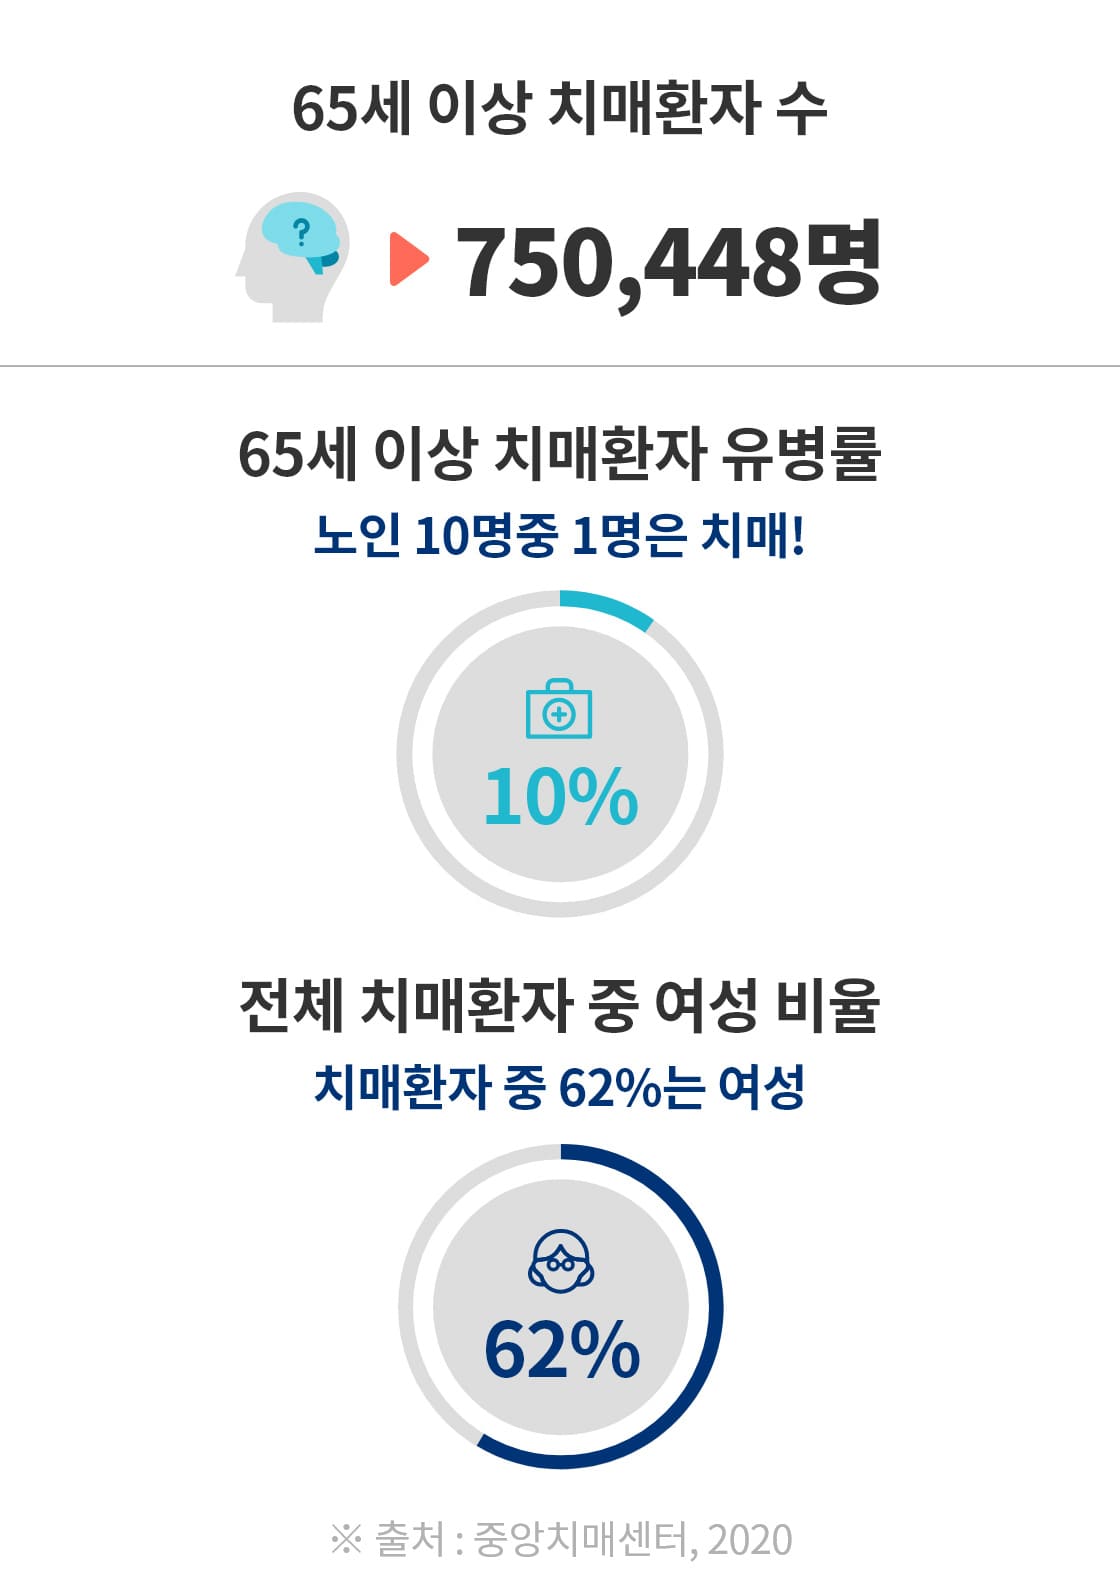 65세 이상 치매환자 수
?
750,448명
65세 이상 치매환자 유병률
노인 10명중 1명은 치매!
10%
전체 치매환자 중 여성 비율
치매환자 중 62%는 여성
62%
※ 출처 : 중앙치매센터, 2020